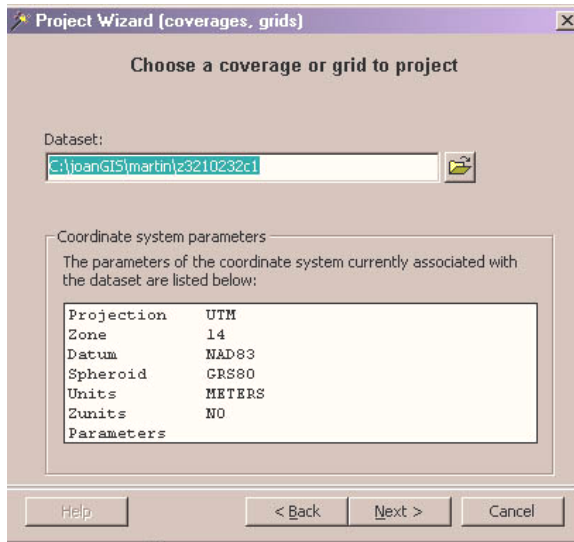 Project Wizard (coverages, grids)
Choose a coverage or grid to project
Dataset:
C:\joanGIS\martin\z3210232c1
Coordinate system parameters
The parameters of the coordinate system currently associated with
the dataset are listed below:
Projection UTM
Zone 14
Datum NAD83
Spheroid GRS80
Units METERS
Zunits NO
Parameters
Help < Back Next > Cancel